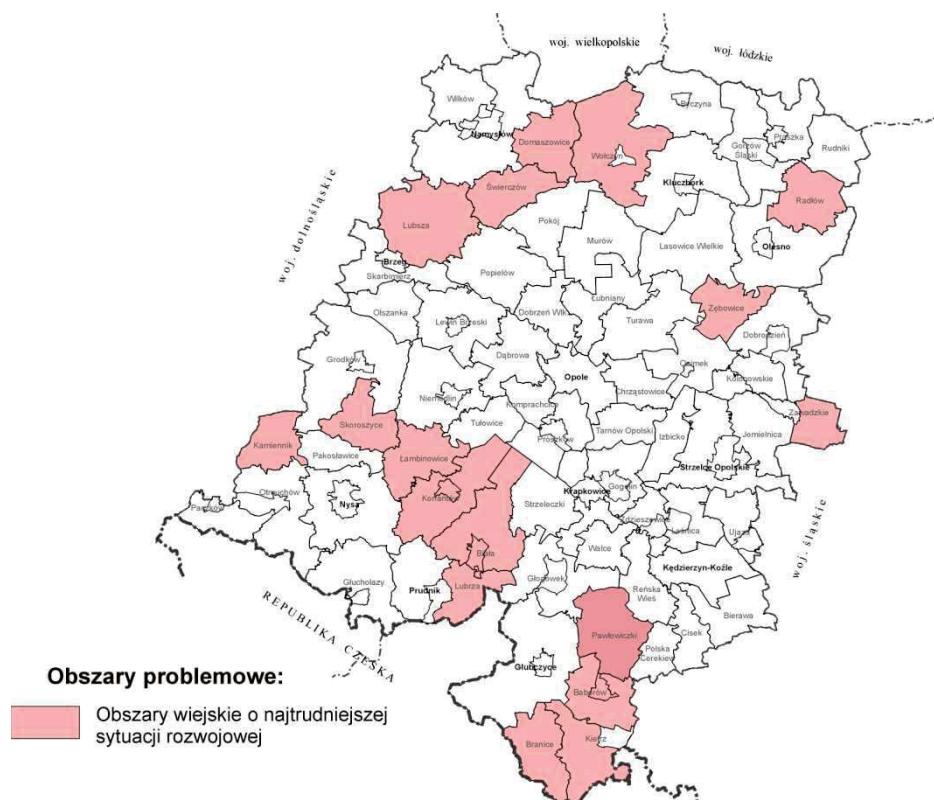 woj. wielkopolskie
woj. łódzkie
Wilków
Byczyna
Namysłów
Praszka
Domaszowice
Gorzów
Śląski
Rudniki
Wołczyn
Kluczbork
Świerczów
Radłów
woj. dolnośląskie
Lubsza
Pokój
Murów
Lasowice Wielkie
Olesno
Brzeg
Skarbimierz
Popielów
Łubniany
Zębowice
Olszanka
Lewin Brzeski
Dobrzeń Wlk.
Turawa
Dobrodzień
Grodków
Dąbrowa
Opole
Ozimek
Kolonowskie
Niemodlin
Komprachcice
Chrząstowice
Zawadzkie
Skoroszyce
Tułowice
Prószków
Tarnów Opolski
Izbicko
Jemielnica
Kamiennik
Pakosławice
Łambinowice
Strzelce Opolskie
Otmuchów
Nysa
Korfantów
Strzeleczki
Krapkowice
Gogolin
Paczków
Zdzieszowice
Leśnica
Ujazd
woj. śląskie
Biała
Walce
Kędzierzyn-Koźle
Głuchołazy
Prudnik
Lubrza
Głogówek
Reńska
Wieś
Bierawa
REPUBLIKA CZESKA
Pawłowiczki
Cisek
Polska
Cerekiew
Głubczyce
Baborów
Branice
Kietrz
Obszary problemowe:
Obszary wiejskie o najtrudniejszej
sytuacji rozwojowej